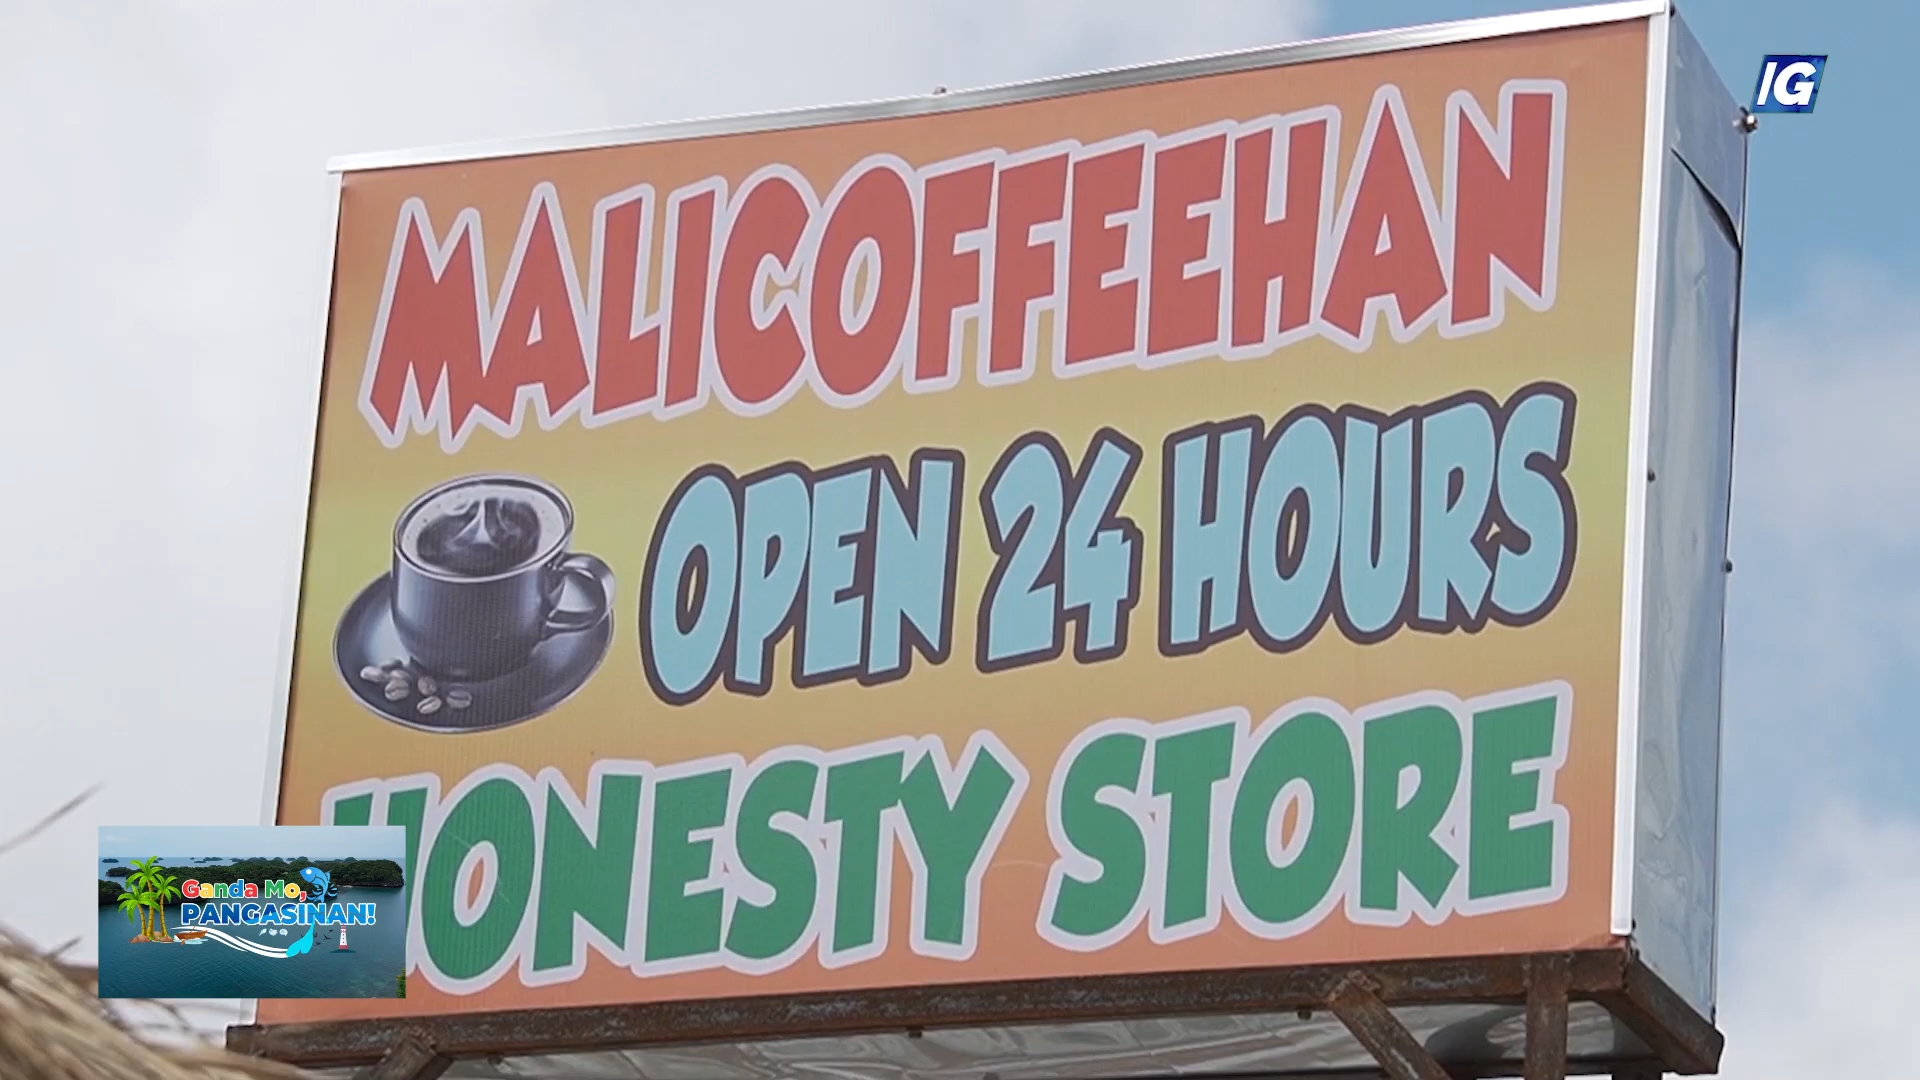 IG
MALICOFFEEHAN
OPEN 24 HOURS
HONESTY STORE
Ganda Mo,
PANGASINAN!